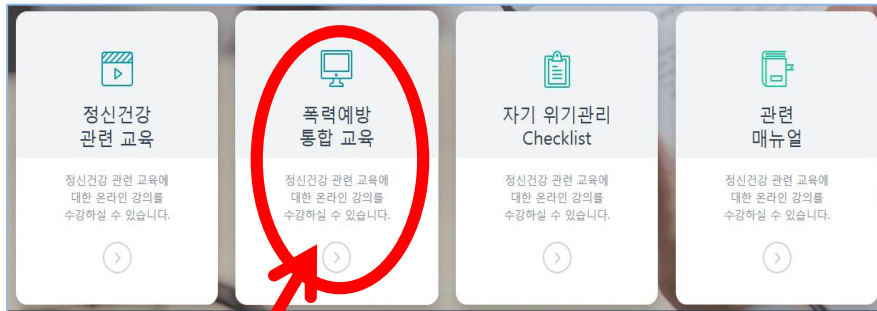 정신건강
관련 교육
정신건강 관련 교육에
대한 온라인 강의를
수강하실 수 있습니다.
폭력예방
통합 교육
정신건강 관련 교육에
대한 온라인 강의를
수강하실 수 있습니다.
자기 위기관리
Checklist
정신건강 관련 교육에
대한 온라인 강의를
수강하실 수 있습니다.
관련
매뉴얼
정신건강 관련 교육에
대한 온라인 강의를
수강하실 수 있습니다.